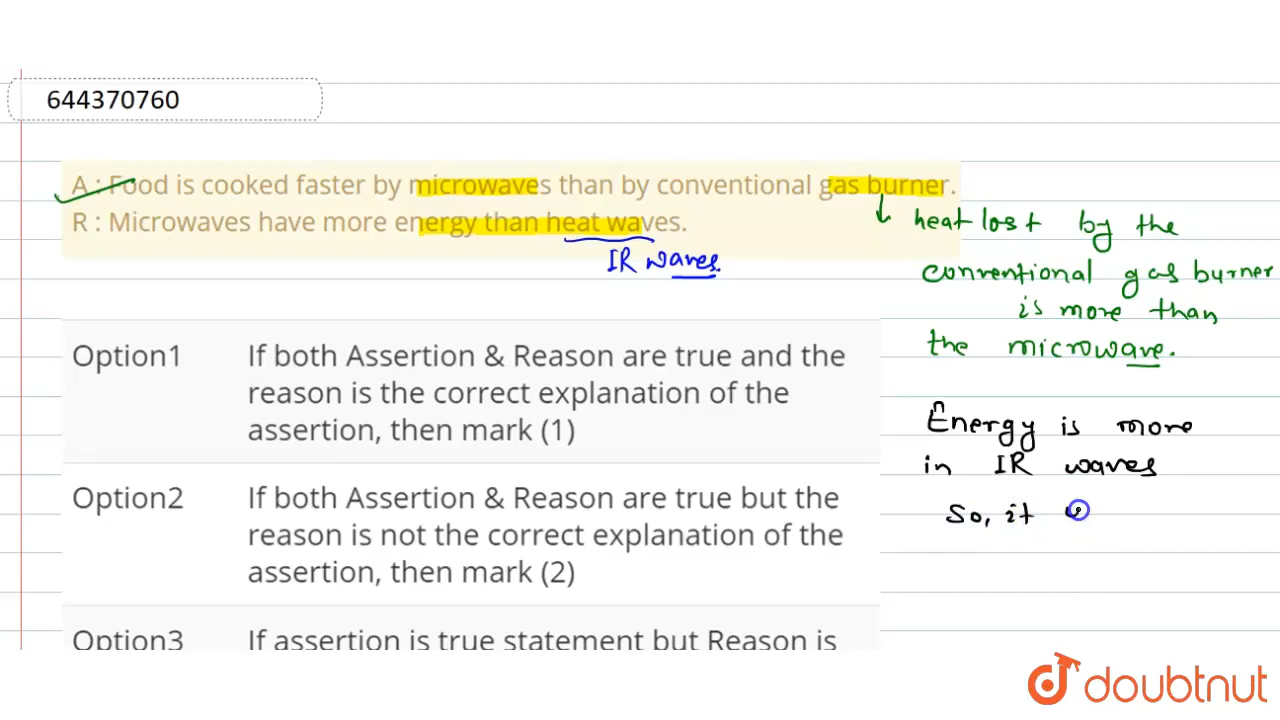 644370760
A : Food is cooked faster by microwaves than by conventional gas burner.
R : Microwaves have more energy than heat waves.
IR waves.
heat lost by the
conventional gas burner
is more than
the microwave.
Option1 If both Assertion & Reason are true and the
reason is the correct explanation of the
assertion, then mark (1)
Energy is more
in IR waves
So, it
Option2 If both Assertion & Reason are true but the
reason is not the correct explanation of the
assertion, then mark (2)
Option3 If assertion is true statement but Reason is
doubtnut